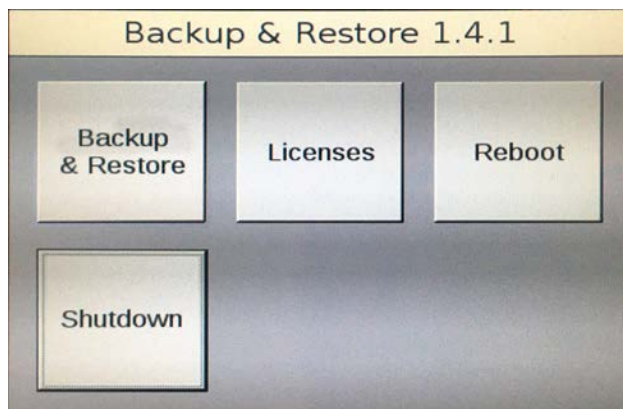 Backup & Restore 1.4.1
Backup
& Restore
Licenses
Reboot
Shutdown